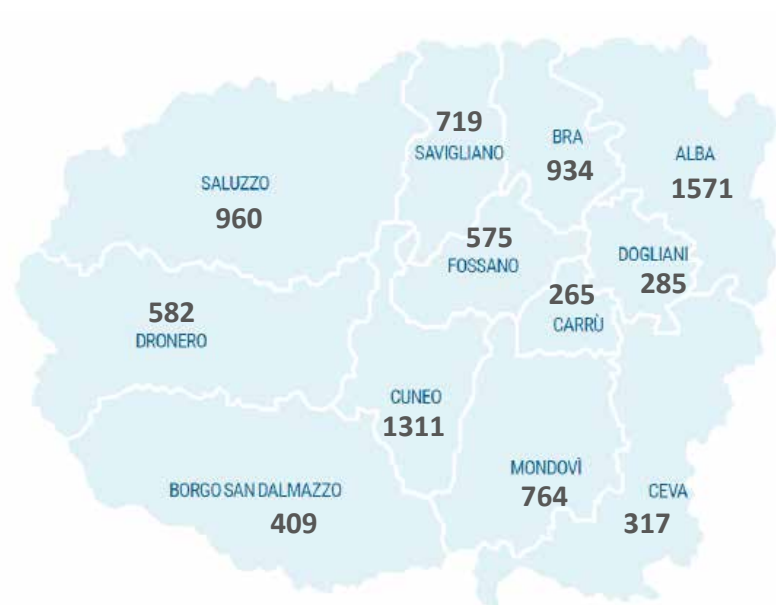 719
SAVIGLIANO
BRA
934
ALBA
1571
SALUZZO
960
575
FOSSANO
DOGLIANI
285
265
CARRÙ
582
DRONERO
CUNEO
1311
MONDOVÌ
764
BORGO SAN DALMAZZO
409
CEVA
317